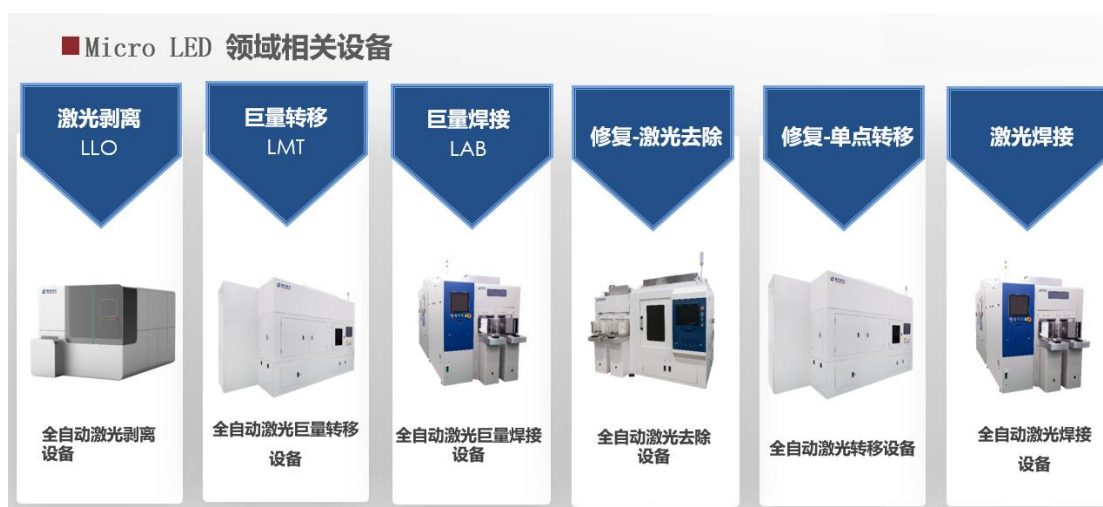 Micro LED 领域相关设备
激光剥离
LLO
巨量转移
LMT
巨量焊接
LAB
修复-激光去除
修复-单点转移
激光焊接
全自动激光剥离
设备
全自动激光巨量转移
设备
全自动激光巨量焊接
设备
全自动激光去除
设备
全自动激光转移设备
全自动激光焊接
设备